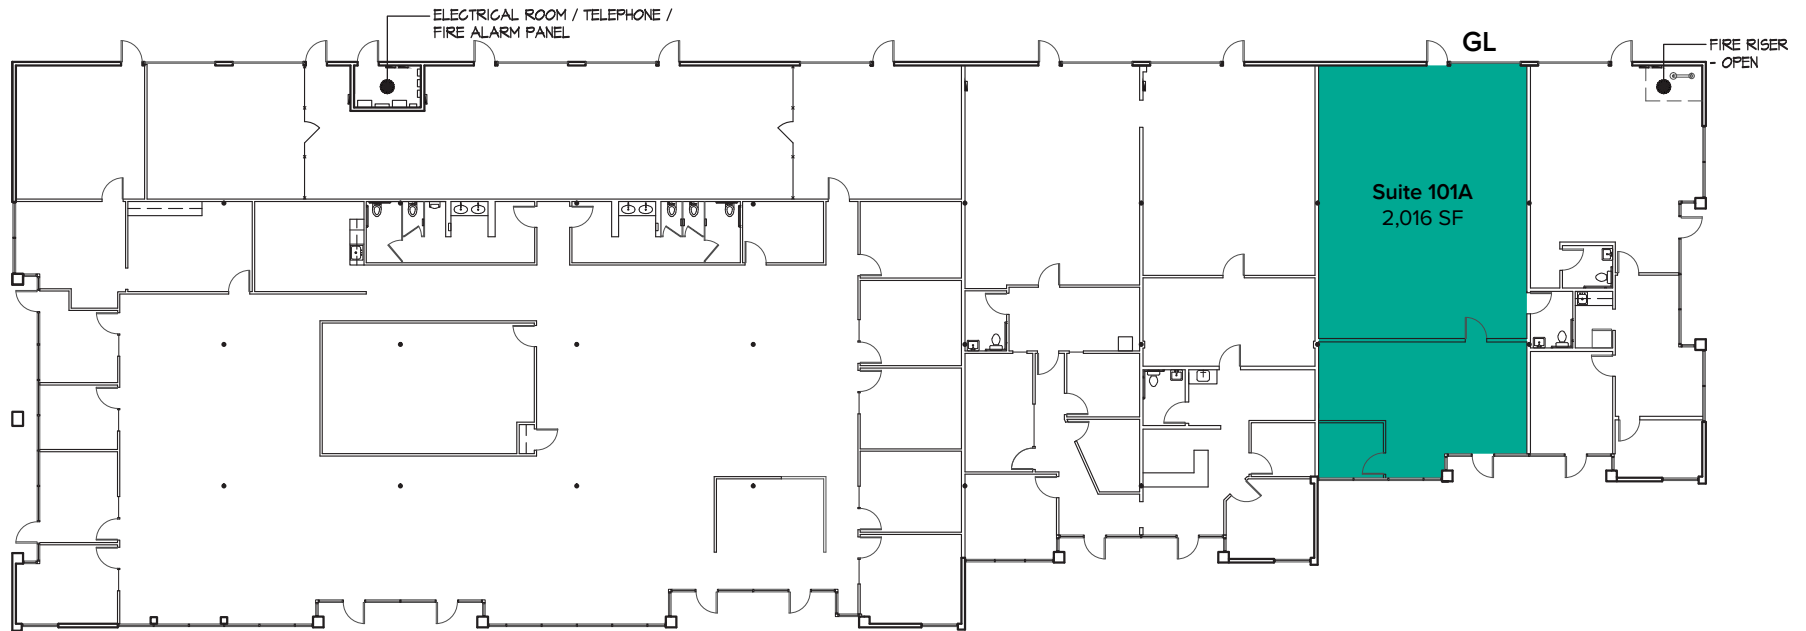 ELECTRICAL ROOM / TELEPHONE /
FIRE ALARM PANEL
GL
FIRE RISER
- OPEN
Suite 101A
2,016 SF